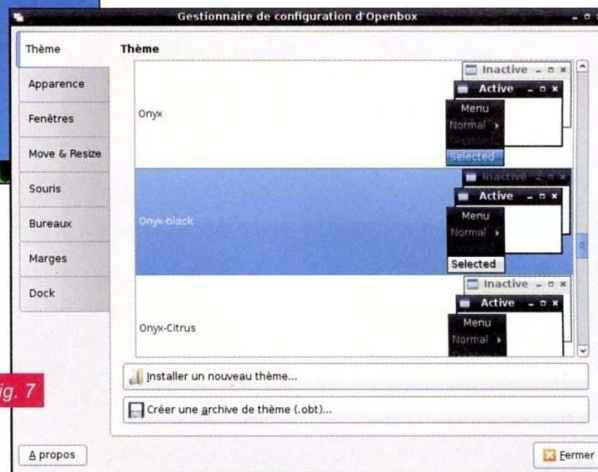 Gestionnaire de configuration d'Openbox
Thème
Apparence
Fenêtres
Move & Resize
Souris
Bureaux
Marges
Dock
Thème
Inactive
Active
Menu
Normal
Selected
Onyx
Inactive
Active
Menu
Normal
Selected
Onyx-black
Inactive
Active
Menu
Normal
Onyx-Citrus
Installer un nouveau thème...
Créer une archive de thème (.obt)...
ig. 7
A propos
Fermer